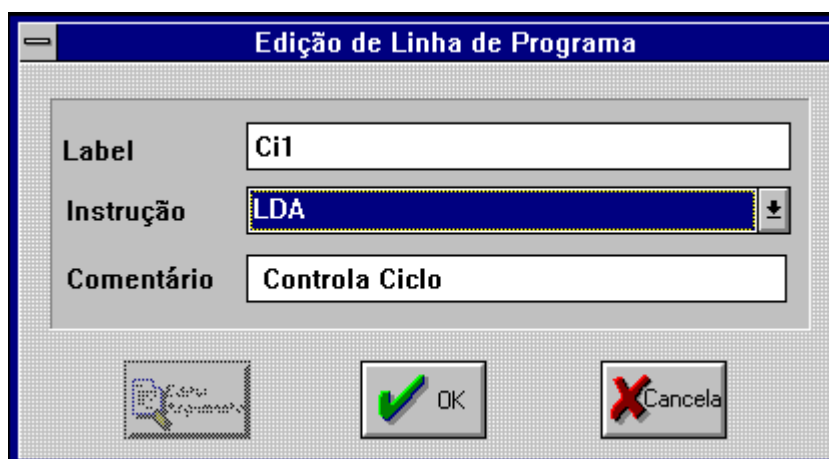 Edição de Linha de Programa
Label
Ci1
Instrução
LDA
Comentário
Controla Ciclo
OK
Cancela